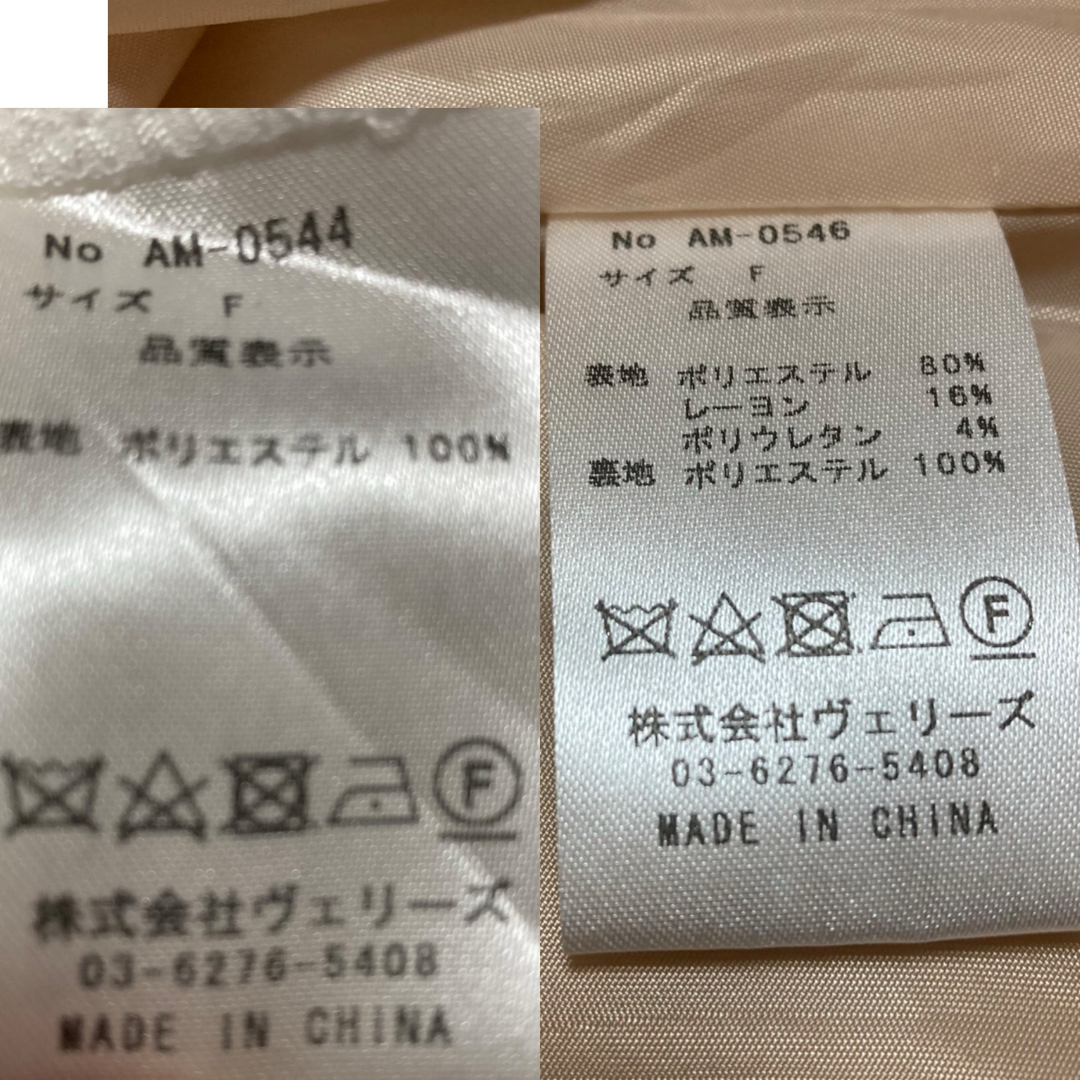 No AM-0544
サイズ F
品質表示
表地 ポリエステル 100%
F
株式会社ヴェリーズ
03-6276-5408
MADE IN CHINA
No AM-0546
サイズ F
品質表示
表地 ポリエステル 80%
レーヨン 16%
ポリウレタン 4%
裏地 ポリエステル 100%
F
株式会社ヴェリーズ
03-6276-5408
MADE IN CHINA